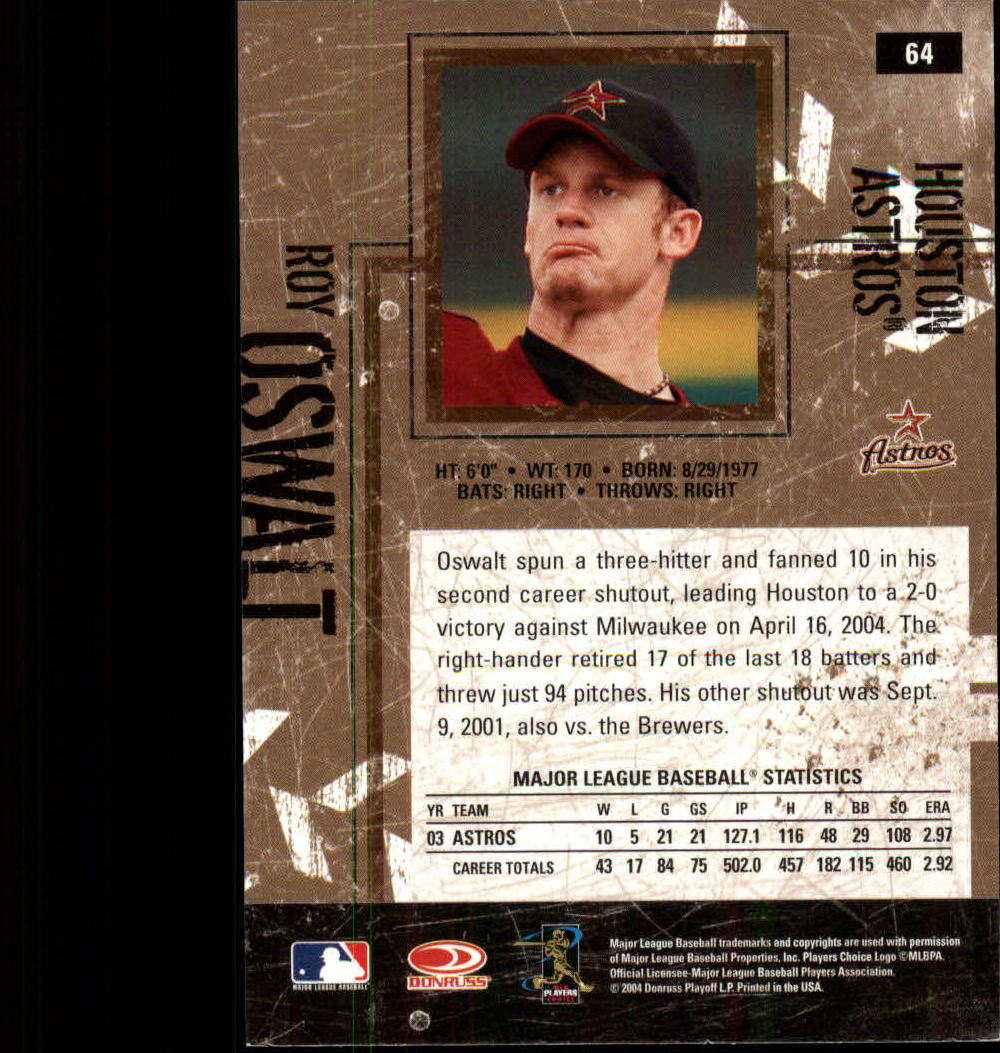 64
HOUSTON
ASTROS®
ROY OSWALT
Astros
HT: 6'0" • WT: 170 • BORN: 8/29/1977
BATS: RIGHT • THROWS: RIGHT
Oswalt spun a three-hitter and fanned 10 in his
second career shutout, leading Houston to a 2-0
victory against Milwaukee on April 16, 2004. The
right-hander retired 17 of the last 18 batters and
threw just 94 pitches. His other shutout was Sept.
9, 2001, also vs. the Brewers.
MAJOR LEAGUE BASEBALL® STATISTICS
YR TEAM W L G GS IP H R BB SO ERA
03 ASTROS 10 5 21 21 127.1 116 48 29 108 2.97
CAREER TOTALS 43 17 84 75 502.0 457 182 115 460 2.92
MAJOR LEAGUE BASEBALL
DONRUSS
PLAYERS
CHOICE
Major League Baseball trademarks and copyrights are used with permission
of Major League Baseball Properties, Inc. Players Choice Logo ©MLBPA
Official Licensee-Major League Baseball Players Association.
© 2004 Donruss Playoff L.P. Printed in the USA.